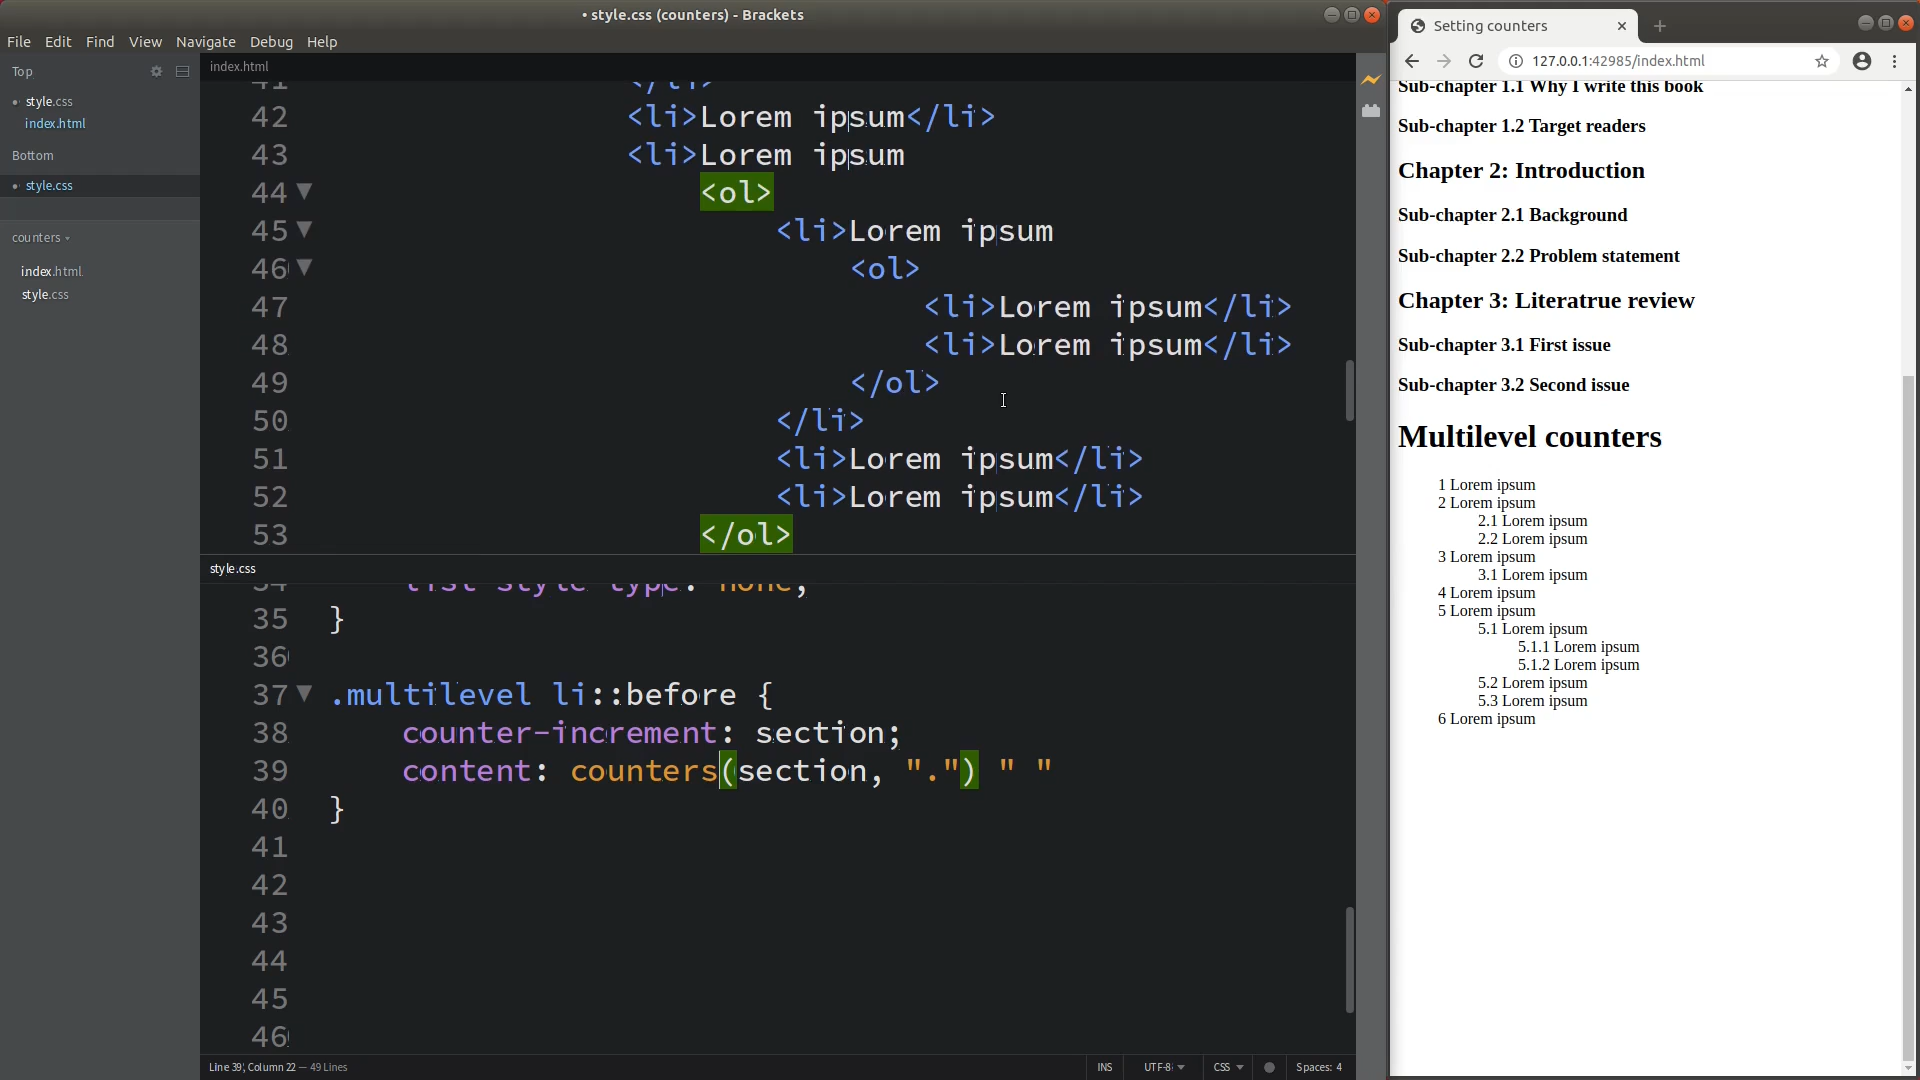 • style.css (counters) - Brackets
File Edit Find View Navigate Debug Help
Top
• style.css
index.html
Bottom
• style.css
counters
index.html
style.css
index.html
41 </li>
42 <li>Lorem ipsum</li>
43 <li>Lorem ipsum
44 <ol>
45 <li>Lorem ipsum
46 <ol>
47 <li>Lorem ipsum</li>
48 <li>Lorem ipsum</li>
49 </ol>
50 </li>
51 <li>Lorem ipsum</li>
52 <li>Lorem ipsum</li>
53 </ol>
style.css
34 list-style-type: none;
35 }
36
37 .multilevel li::before {
38 counter-increment: section;
39 content: counters(section, ".") " "
40 }
41
42
43
44
45
46
Line 39, Column 22 — 49 Lines
INS UTF-8 CSS Spaces: 4
Setting counters
127.0.0.1:42985/index.html
Sub-chapter 1.1 Why I write this book
Sub-chapter 1.2 Target readers
Chapter 2: Introduction
Sub-chapter 2.1 Background
Sub-chapter 2.2 Problem statement
Chapter 3: Literatrue review
Sub-chapter 3.1 First issue
Sub-chapter 3.2 Second issue
Multilevel counters
1 Lorem ipsum
2 Lorem ipsum
2.1 Lorem ipsum
2.2 Lorem ipsum
3 Lorem ipsum
3.1 Lorem ipsum
4 Lorem ipsum
5 Lorem ipsum
5.1 Lorem ipsum
5.1.1 Lorem ipsum
5.1.2 Lorem ipsum
5.2 Lorem ipsum
5.3 Lorem ipsum
6 Lorem ipsum